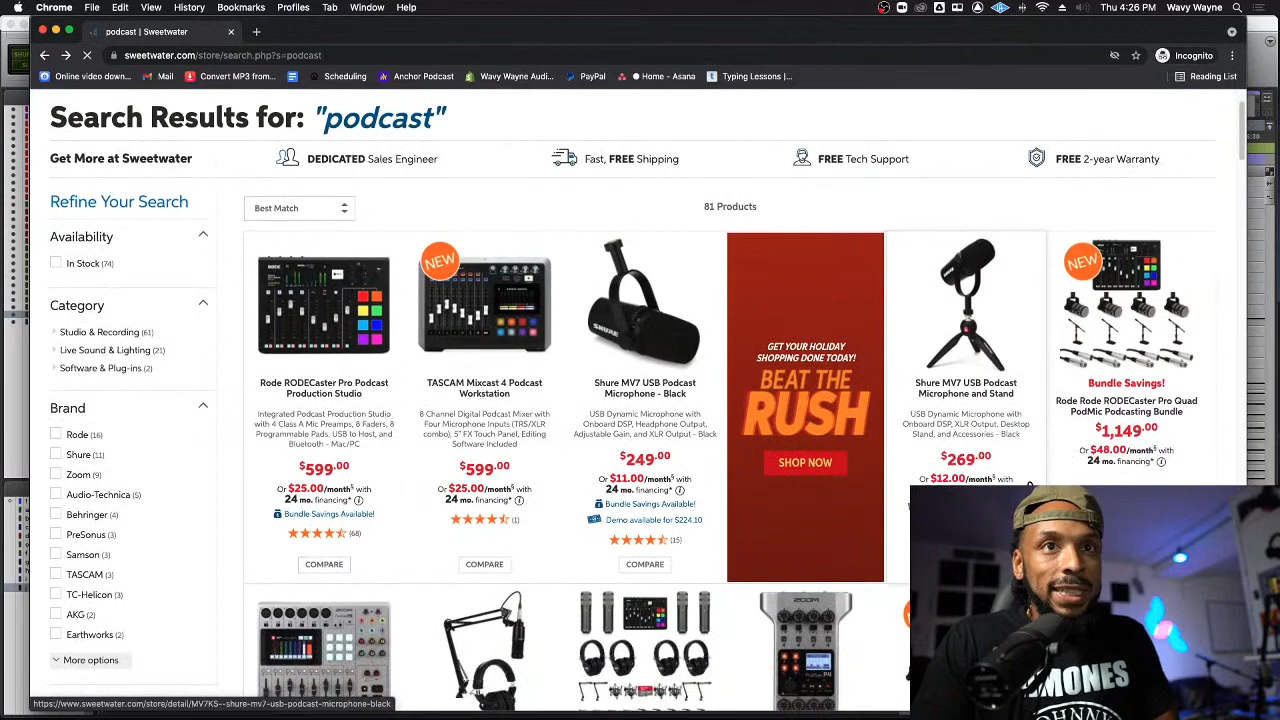 Chrome File Edit View History Bookmarks Profiles Tab Window Help Thu 4:26 PM Wavy Wayne
podcast | Sweetwater
sweetwater.com/store/search.php?s=podcast Incognito
Online video down... Mail Convert MP3 from... Scheduling Anchor Podcast Wavy Wayne Audi... PayPal Home - Asana Typing Lessons |... Reading List
Search Results for: "podcast"
Get More at Sweetwater DEDICATED Sales Engineer Fast, FREE Shipping FREE Tech Support FREE 2-year Warranty
Refine Your Search
Availability
In Stock (74)
Category
Studio & Recording (61)
Live Sound & Lighting (21)
Software & Plug-ins (2)
Brand
Rode (16)
Shure (11)
Zoom (9)
Audio-Technica (5)
Behringer (4)
PreSonus (3)
Samson (3)
TASCAM (3)
TC-Helicon (3)
AKG (2)
Earthworks (2)
More options
Best Match
81 Products
Rode RODECaster Pro Podcast
Production Studio
Integrated Podcast Production Studio
with 4 Class A Mic Preamps, 8 Faders, 8
Programmable Pads, USB to Host, and
Bluetooth - Mac/PC
$599.00
Or $25.00/month§ with
24 mo. financing*
Bundle Savings Available!
(68)
COMPARE
NEW
TASCAM Mixcast 4 Podcast
Workstation
8 Channel Digital Podcast Mixer with
Four Microphone Inputs (TRS/XLR
combo), 5" FX Touch Panel, Editing
Software Included
$599.00
Or $25.00/month§ with
24 mo. financing*
(1)
COMPARE
SHURE
Shure MV7 USB Podcast
Microphone - Black
USB Dynamic Microphone with
Onboard DSP, Headphone Output,
Adjustable Gain, and XLR Output - Black
$249.00
Or $11.00/month§ with
24 mo. financing*
Bundle Savings Available!
Demo available for $224.10
(15)
COMPARE
GET YOUR HOLIDAY
SHOPPING DONE TODAY!
BEAT THE
RUSH
SHOP NOW
Shure MV7 USB Podcast
Microphone and Stand
USB Dynamic Microphone with
Onboard DSP, XLR Output, Desktop
Stand, and Accessories - Black
$269.00
Or $12.00/month§ with
NEW
Bundle Savings!
Rode Rode RODECaster Pro Quad
PodMic Podcasting Bundle
$1,149.00
Or $48.00/month§ with
24 mo. financing*
zoom
https://www.sweetwater.com/store/detail/MV7KS--shure-mv7-usb-podcast-microphone-black